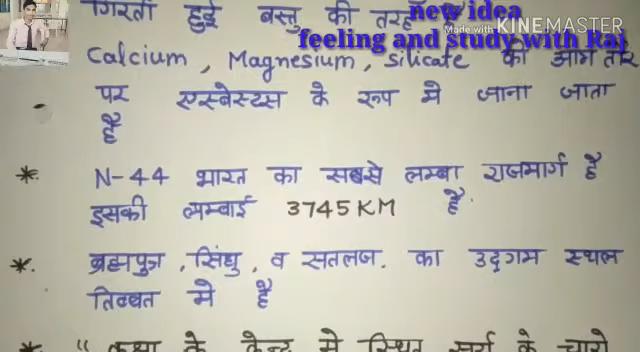 गिरती हुई वस्तु की तरह
new idea
Made with KINEMASTER
feeling and study with Raj
Calcium, Magnesium, silicate को आम तौर
पर एस्बेस्टस के रूप मे जाना जाता
है
* N-44 भारत का सबसे लम्बा राजमार्ग है
इसकी लम्बाई 3745 KM है.
* ब्रह्मपुत्र, सिंधु, व सतलज. का उद्गम स्थल
तिब्बत मे है
* " कक्षा के केन्द्र मे स्थित सूर्य के चारो